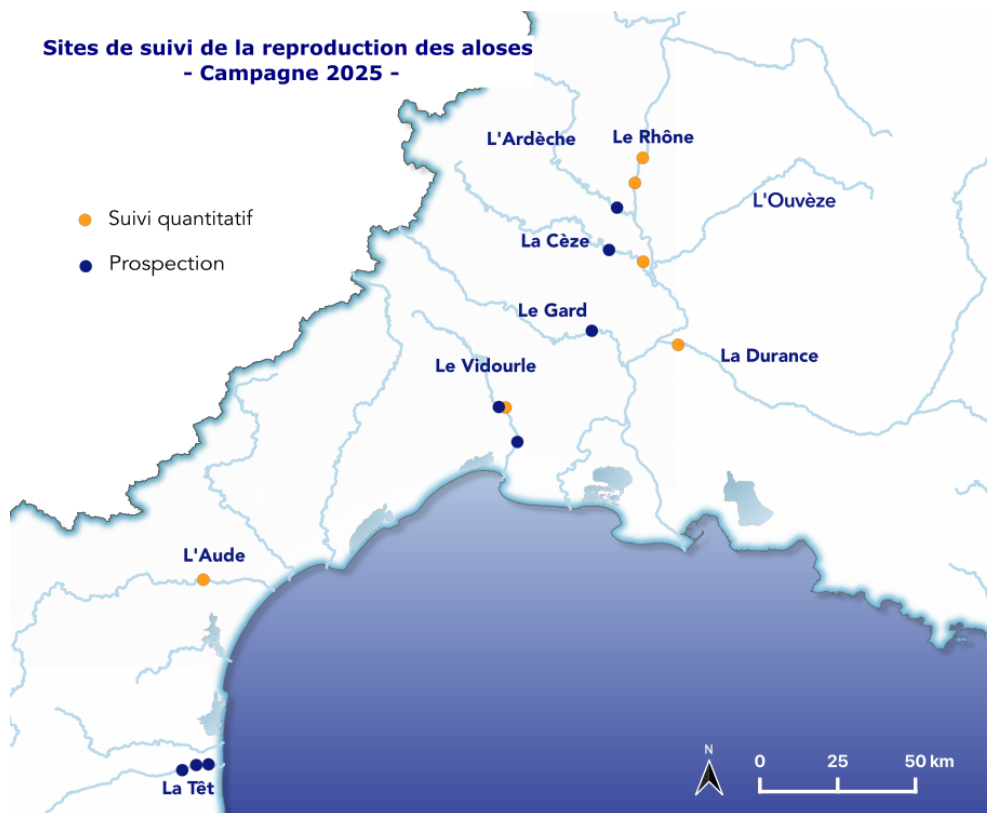 Sites de suivi de la reproduction des aloses
- Campagne 2025 -
L'Ardèche
Le Rhône
L'Ouvèze
Suivi quantitatif
La Cèze
Prospection
Le Gard
La Durance
Le Vidourle
L'Aude
La Têt
N
0 25 50 km